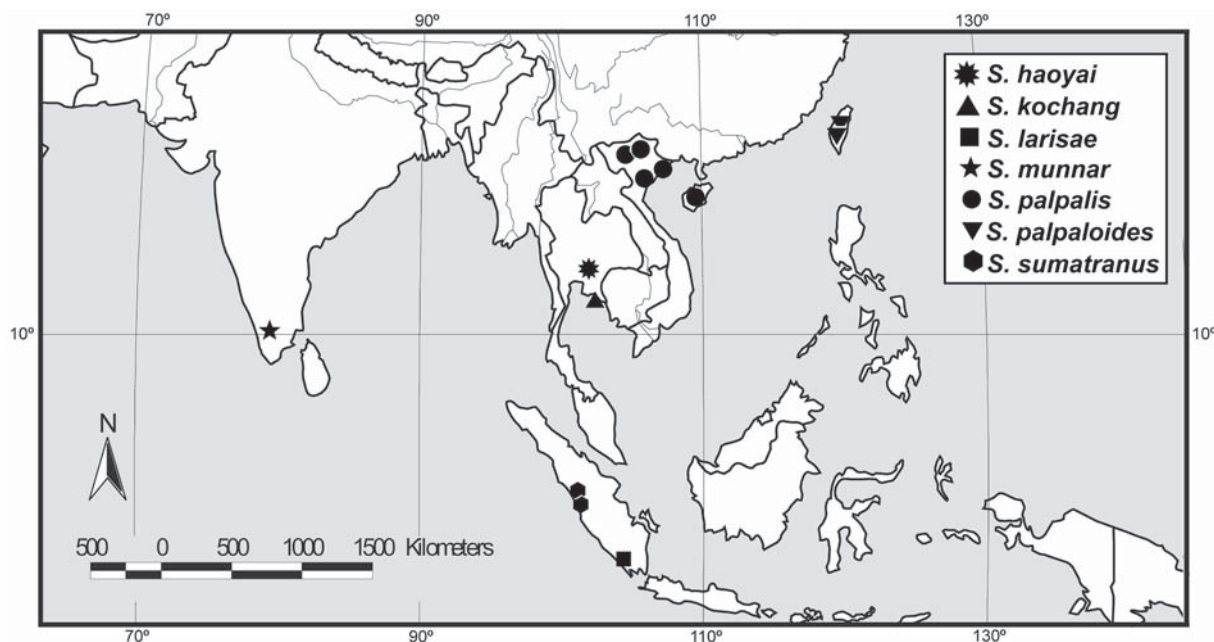 70º 90º 110º 130º
S. haoyai
S. kochang
S. larisae
S. munnar
S. palpalis
S. palpaloides
S. sumatranus
10º 10º
N
500 0 500 1000 1500 Kilometers
70º 90º 110º 130º